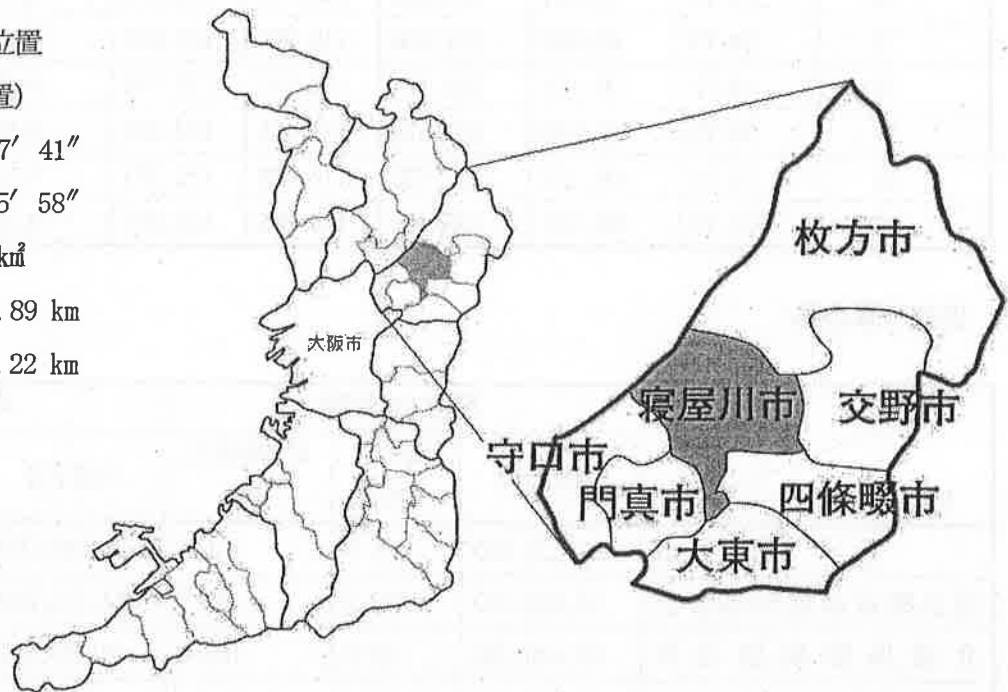 位置
置)
7′ 41″
5′ 58″
km²
89 km
22 km
大阪市
枚方市
寝屋川市
交野市
守口市
門真市
四條畷市
大東市